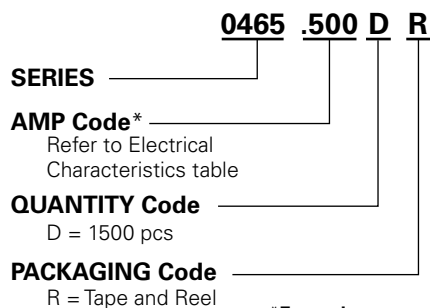 0465 .500 D R
SERIES
AMP Code*
Refer to Electrical
Characteristics table
QUANTITY Code
D = 1500 pcs
PACKAGING Code
R = Tape and Reel